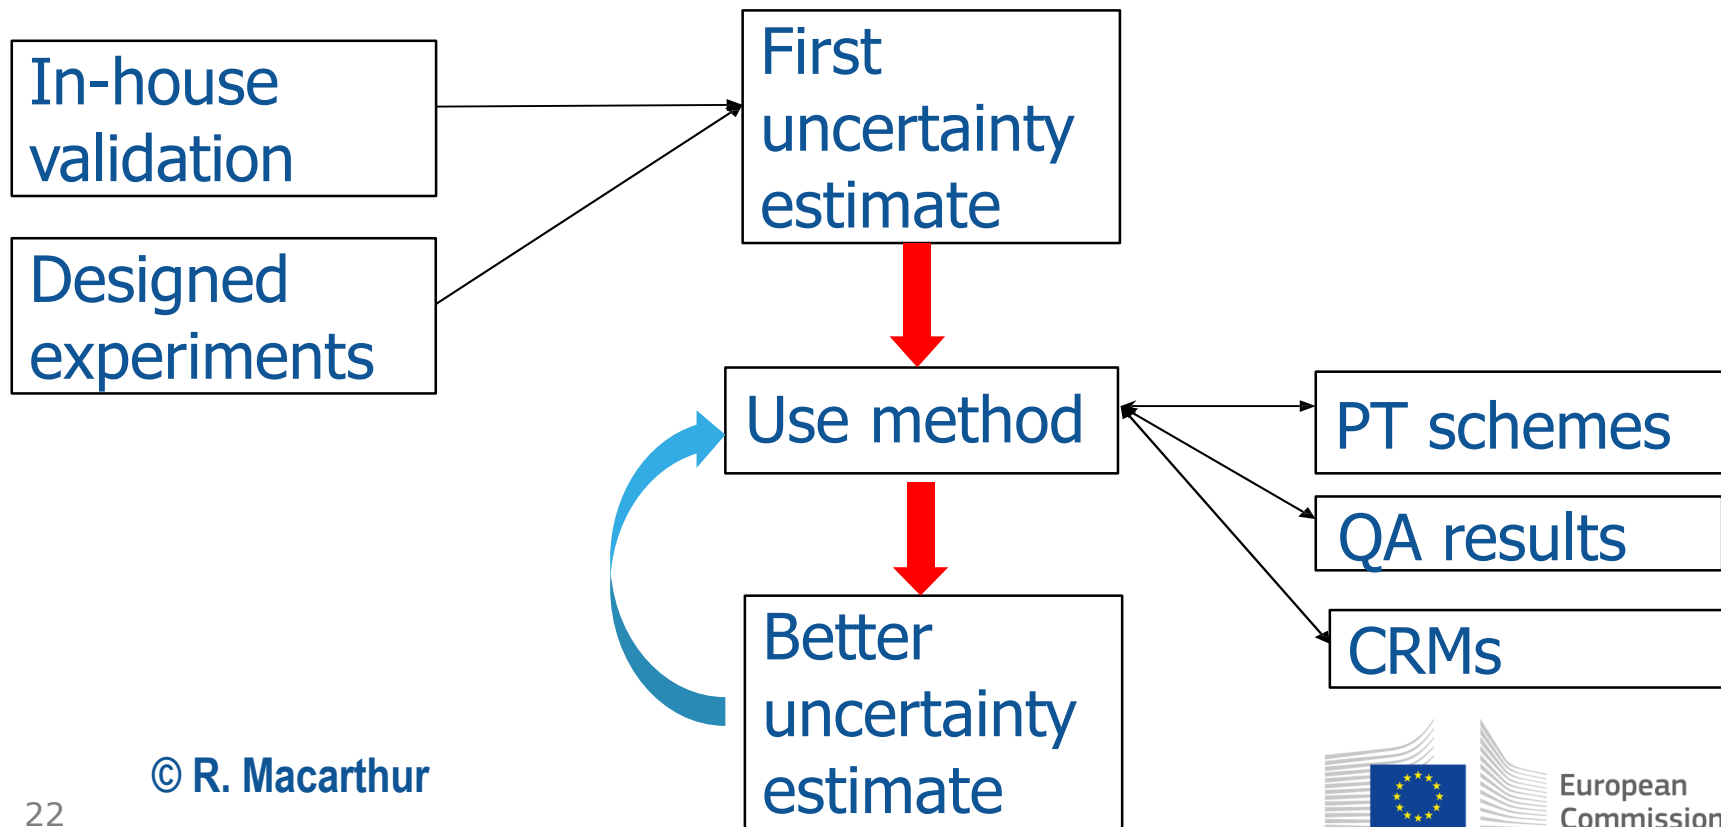 In-house
validation
Designed
experiments
First
uncertainty
estimate
Use method
PT schemes
QA results
CRMs
Better
uncertainty
estimate
© R. Macarthur
22
European
Commission